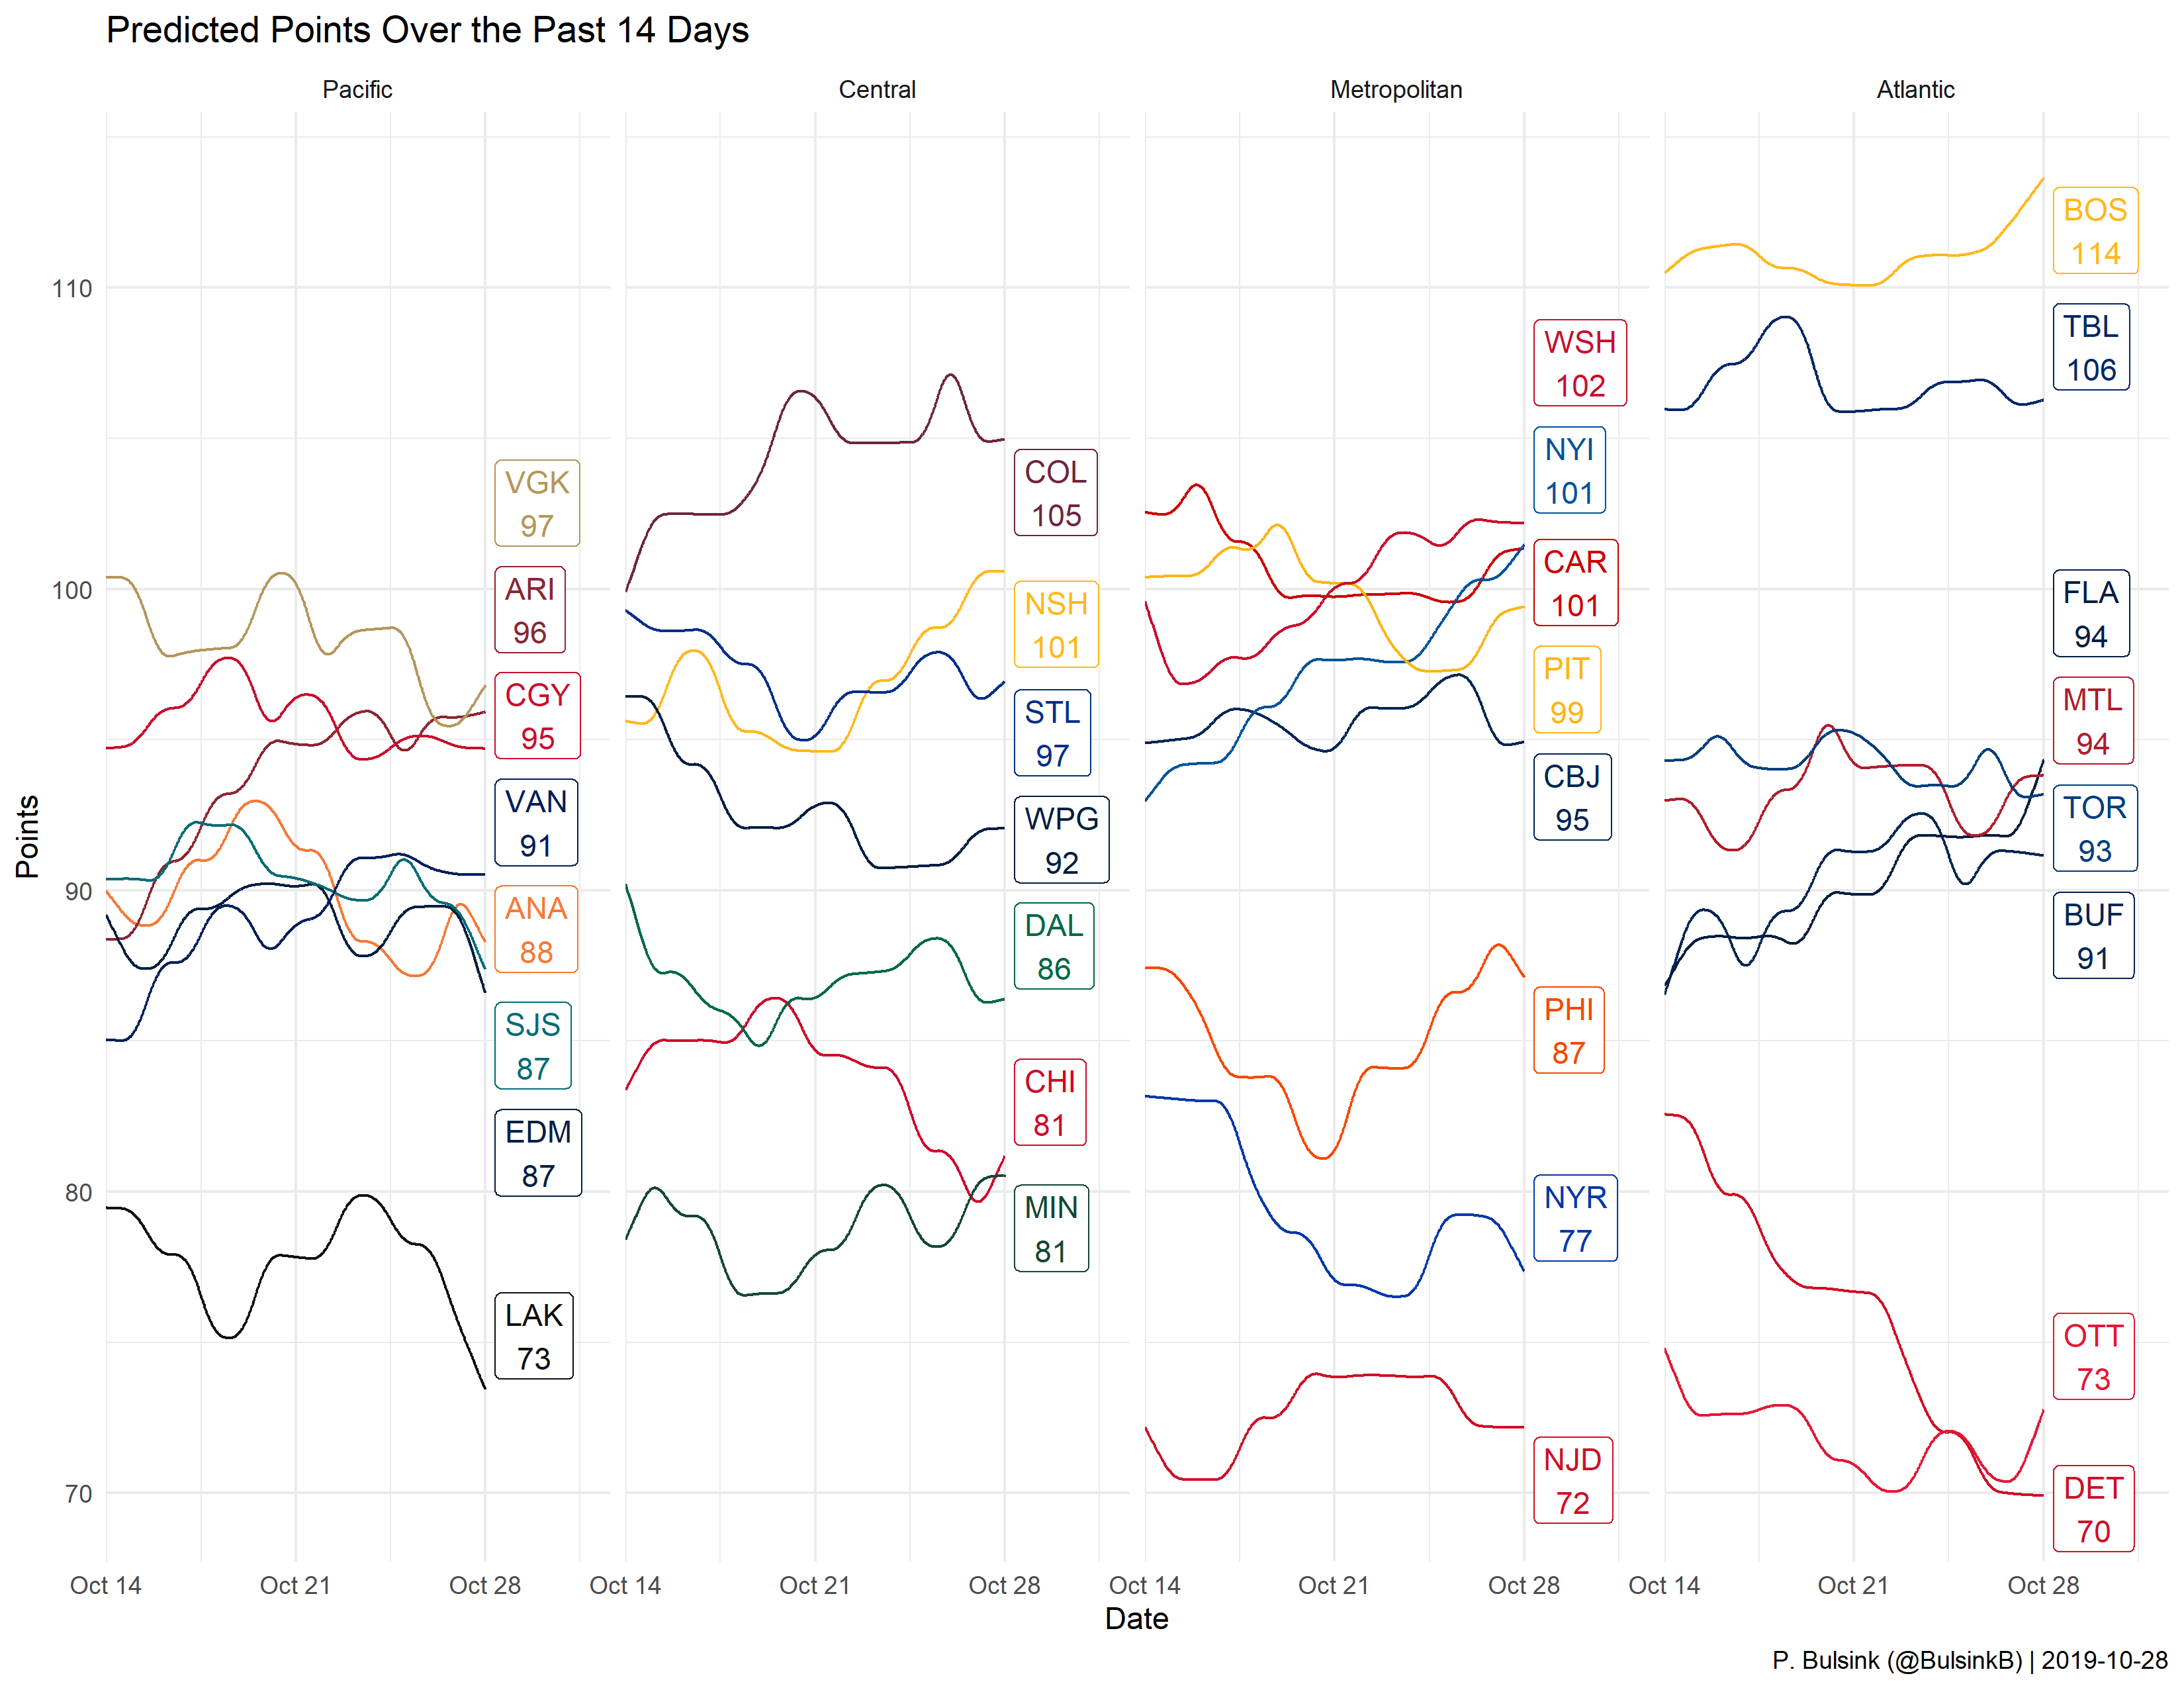 Predicted Points Over the Past 14 Days
Pacific
Central
Metropolitan
Atlantic
Points
110
100
90
80
70
VGK
97
ARI
96
CGY
95
VAN
91
ANA
88
SJS
87
EDM
87
LAK
73
COL
105
NSH
101
STL
97
WPG
92
DAL
86
CHI
81
MIN
81
WSH
102
NYI
101
CAR
101
PIT
99
CBJ
95
PHI
87
NYR
77
NJD
72
BOS
114
TBL
106
FLA
94
MTL
94
TOR
93
BUF
91
OTT
73
DET
70
Oct 14 Oct 21 Oct 28
Oct 14 Oct 21 Oct 28
Oct 14 Oct 21 Oct 28
Oct 14 Oct 21 Oct 28
Date
P. Bulsink (@BulsinkB) | 2019-10-28